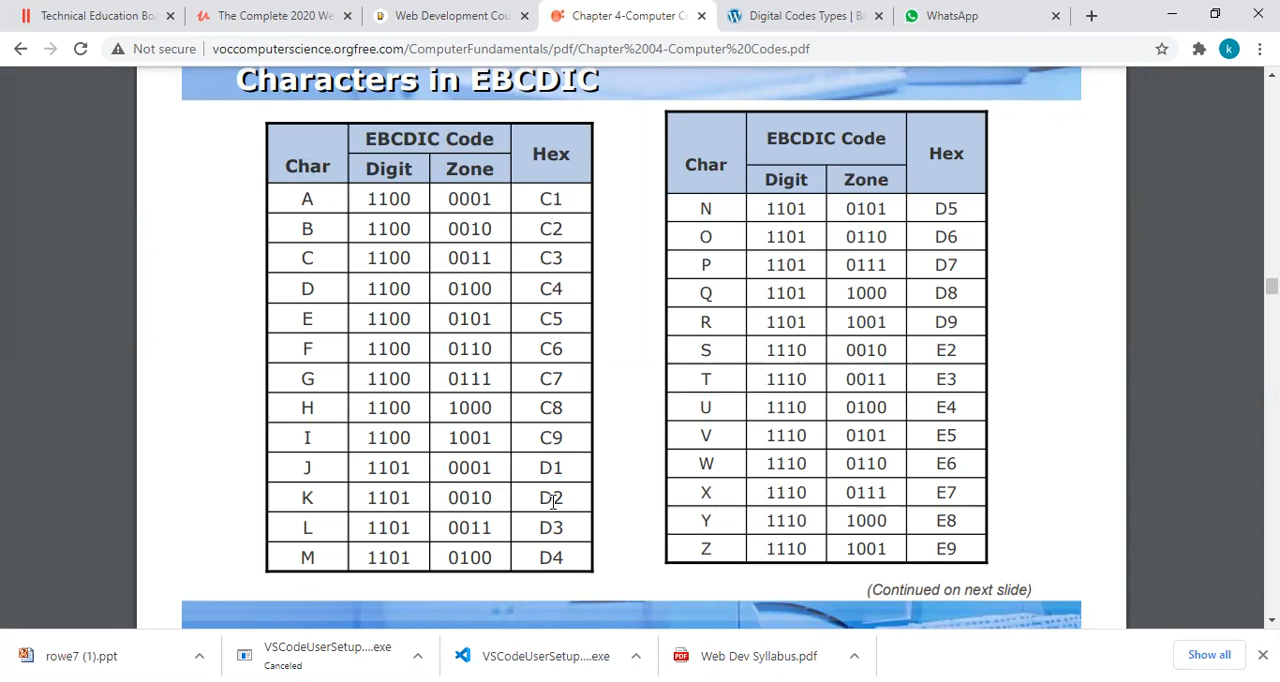 Technical Education Bo
The Complete 2020 We
Web Development Cou
Chapter 4-Computer Co
Digital Codes Types | Ba
WhatsApp
Not secure voccomputerscience.orgfree.com/ComputerFundamentals/pdf/Chapter%2004-Computer%20Codes.pdf
k
Characters in EBCDIC
Char EBCDIC Code Hex
Digit Zone
A 1100 0001 C1
B 1100 0010 C2
C 1100 0011 C3
D 1100 0100 C4
E 1100 0101 C5
F 1100 0110 C6
G 1100 0111 C7
H 1100 1000 C8
I 1100 1001 C9
J 1101 0001 D1
K 1101 0010 D2
L 1101 0011 D3
M 1101 0100 D4
Char EBCDIC Code Hex
Digit Zone
N 1101 0101 D5
O 1101 0110 D6
P 1101 0111 D7
Q 1101 1000 D8
R 1101 1001 D9
S 1110 0010 E2
T 1110 0011 E3
U 1110 0100 E4
V 1110 0101 E5
W 1110 0110 E6
X 1110 0111 E7
Y 1110 1000 E8
Z 1110 1001 E9
(Continued on next slide)
rowe7 (1).ppt
VSCodeUserSetup....exe
Canceled
VSCodeUserSetup....exe
Web Dev Syllabus.pdf
Show all